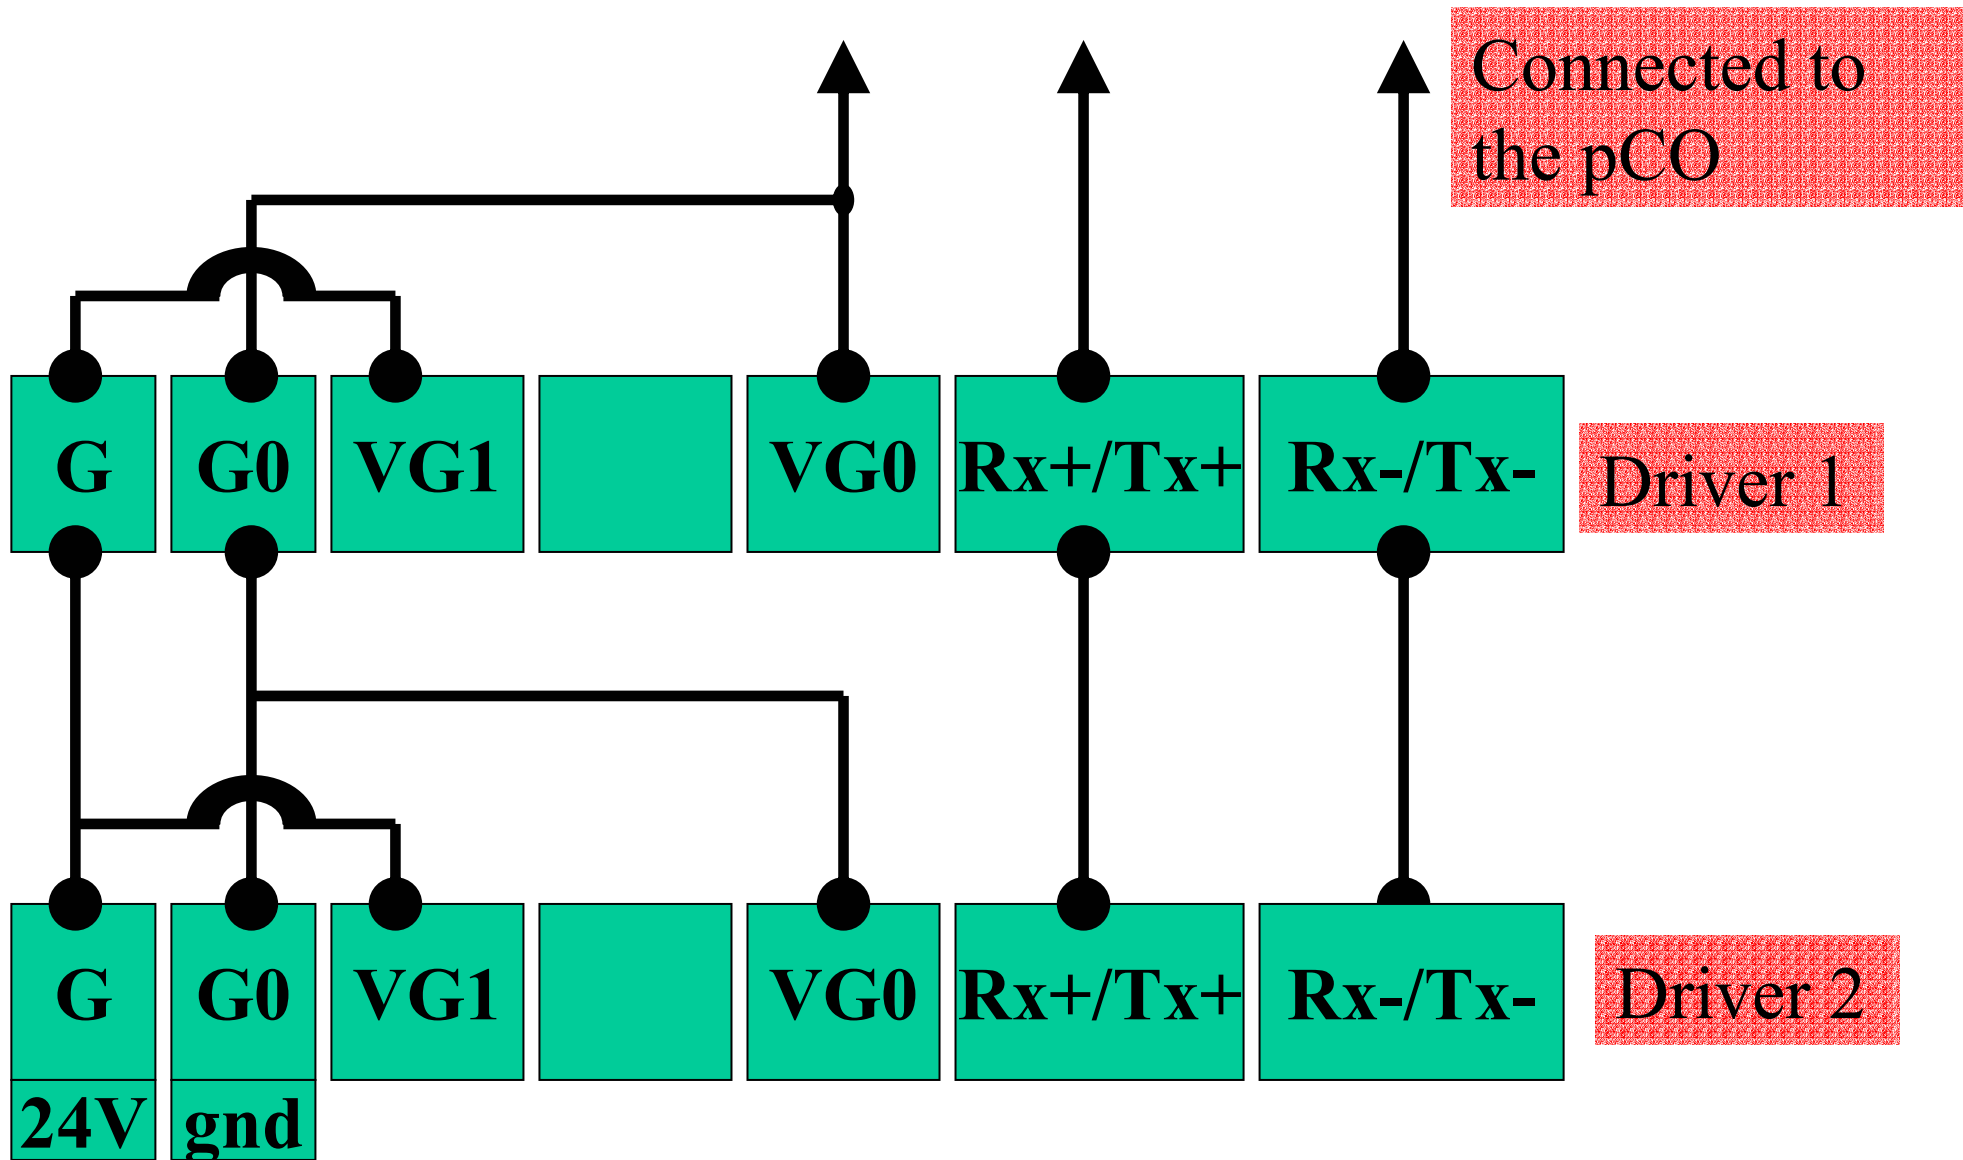 Connected to
the pCO
G G0 VG1 VG0 Rx+/Tx+ Rx-/Tx- Driver 1
G G0 VG1 VG0 Rx+/Tx+ Rx-/Tx- Driver 2
24V gnd